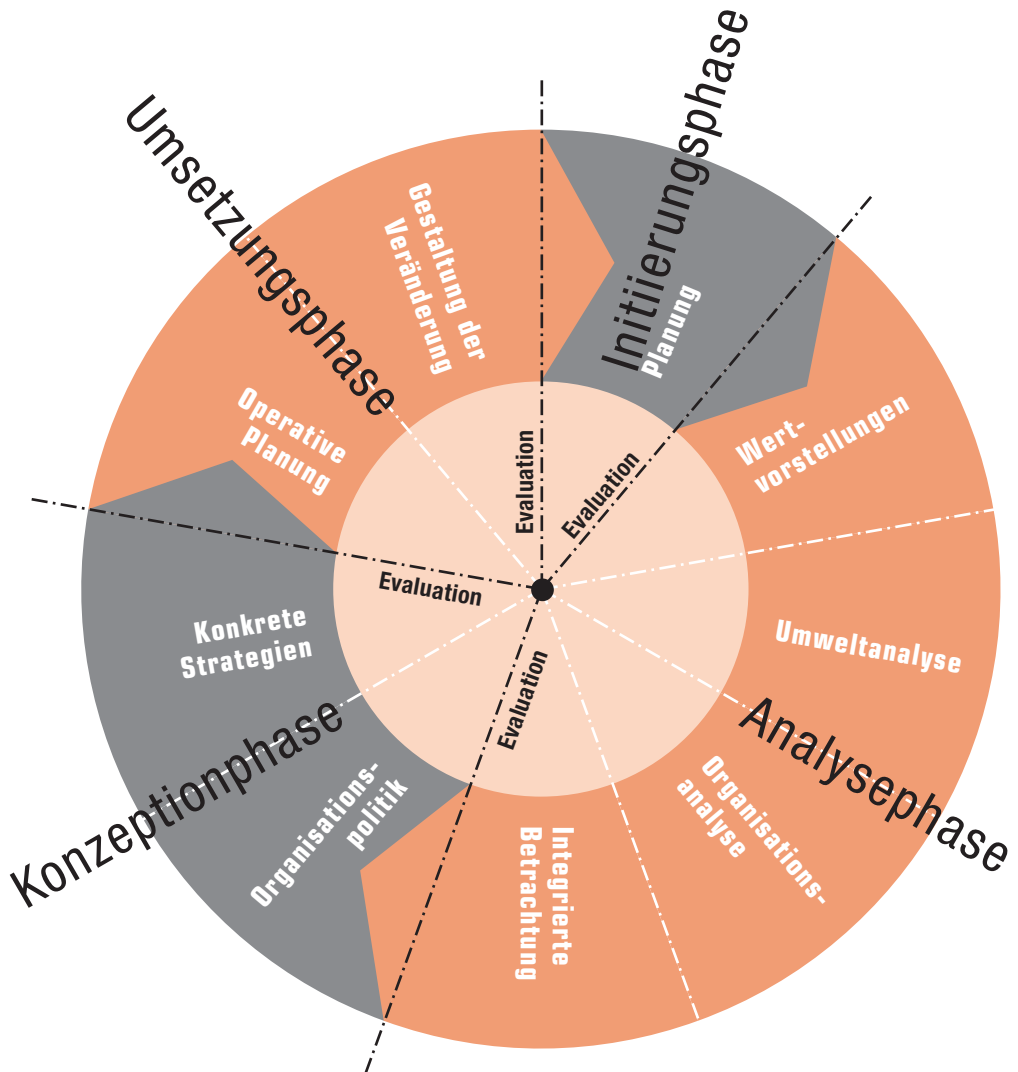 Initiierungsphase
Planung
Evaluation
Wert-
vorstellungen
Umweltanalyse
Analysephase
Organisations-
analyse
Integrierte
Betrachtung
Evaluation
Organisations-
politik
Konzeptionphase
Konkrete
Strategien
Evaluation
Operative
Planung
Umsetzungsphase
Gestaltung der
Veränderung
Evaluation